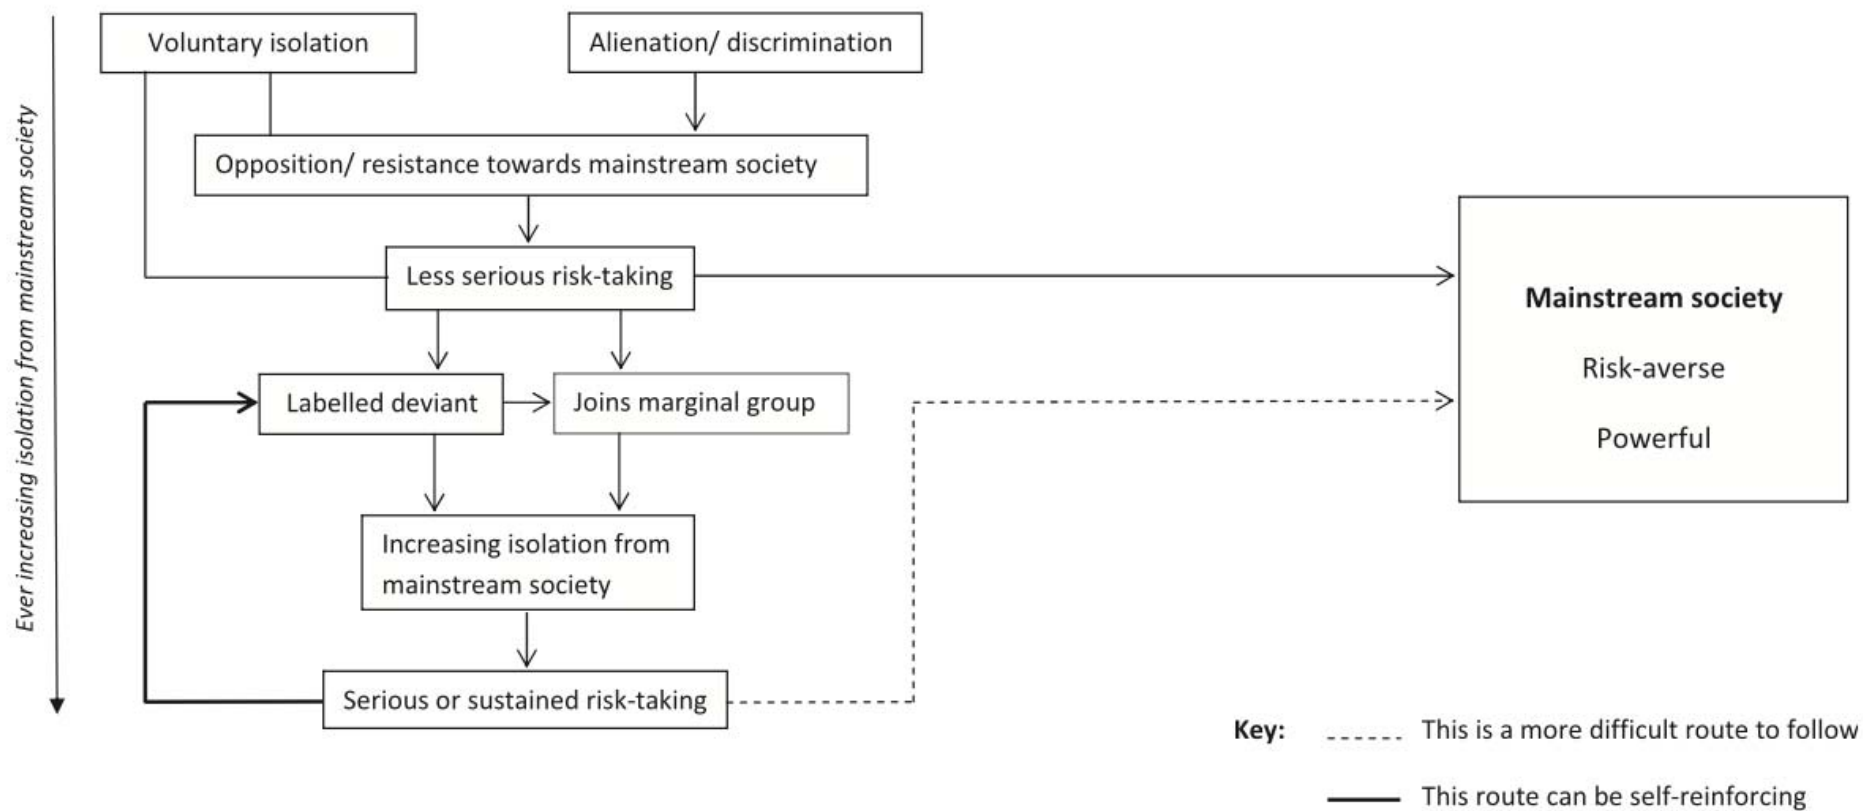 Voluntary isolation
Alienation/ discrimination
Ever increasing isolation from mainstream society
Opposition/ resistance towards mainstream society
Less serious risk-taking
Mainstream society
Risk-averse
Powerful
Labelled deviant
Joins marginal group
Increasing isolation from
mainstream society
Serious or sustained risk-taking
Key:
This is a more difficult route to follow
This route can be self-reinforcing